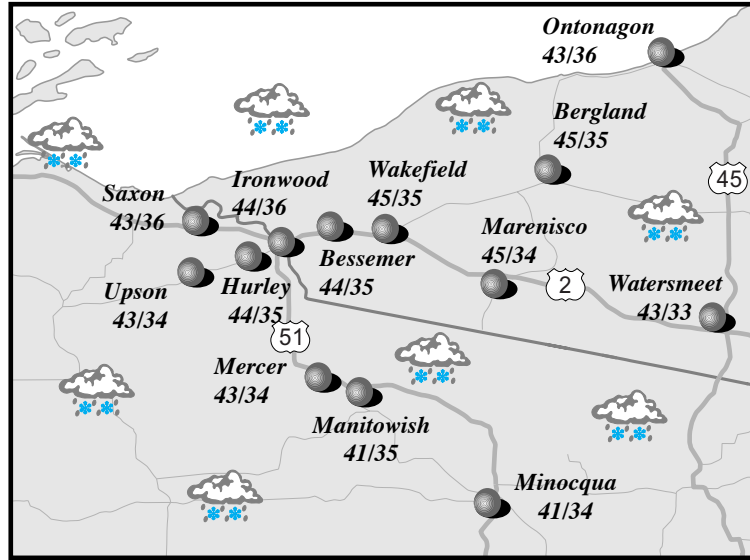 Ontonagon
43/36
Bergland
45/35
45
Saxon
43/36
Ironwood
44/36
Wakefield
45/35
Marenisco
45/34
Bessemer
44/35
2
Watersmeet
43/33
Upson
43/34
Hurley
44/35
51
Mercer
43/34
Manitowish
41/35
Minocqua
41/34